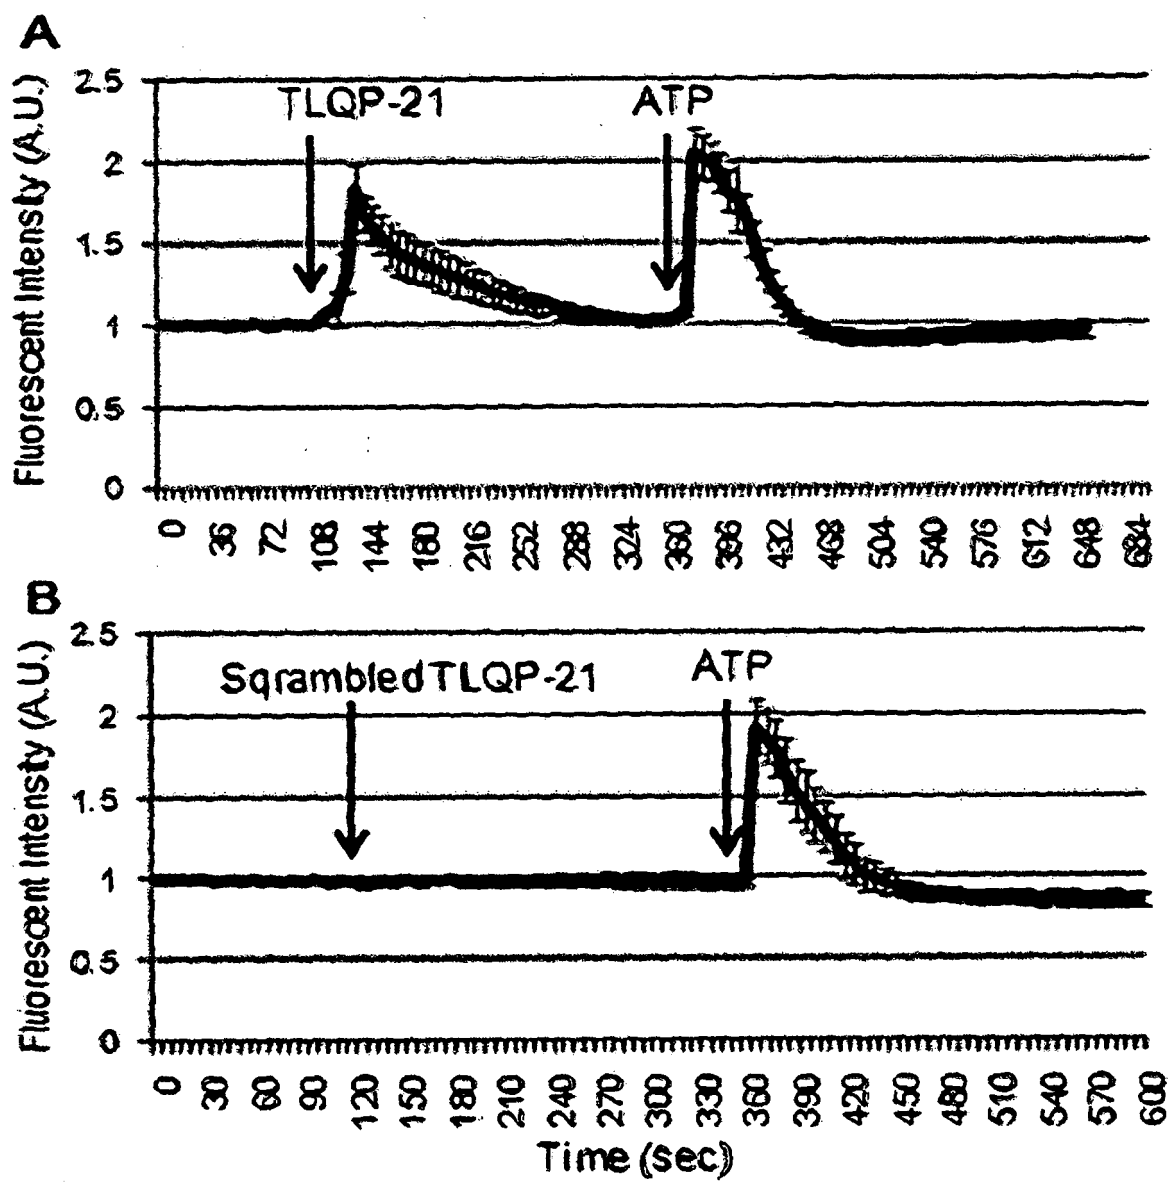 A
Fluorescent Intensity (A.U.)
2.5
2
1.5
1
0.5
0
TLQP-21
ATP
0 36 72 108 144 180 216 252 288 324 360 396 432 468 504 540 576 612 648 684
B
Fluorescent Intensity (A.U.)
2.5
2
1.5
1
0.5
0
Sqrambled TLQP-21
ATP
0 30 60 90 120 150 180 210 240 270 300 330 360 390 420 450 480 510 540 570 600
Time (sec)